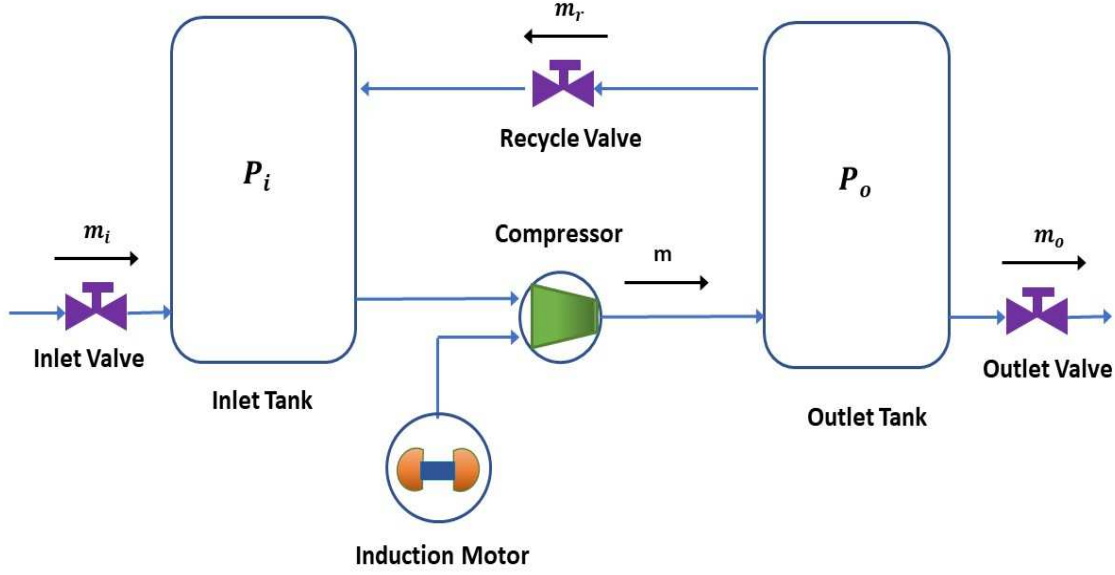 m_r
Recycle Valve
P_i
P_o
m_i
Compressor
m
m_o
Inlet Valve
Inlet Tank
Outlet Tank
Outlet Valve
Induction Motor